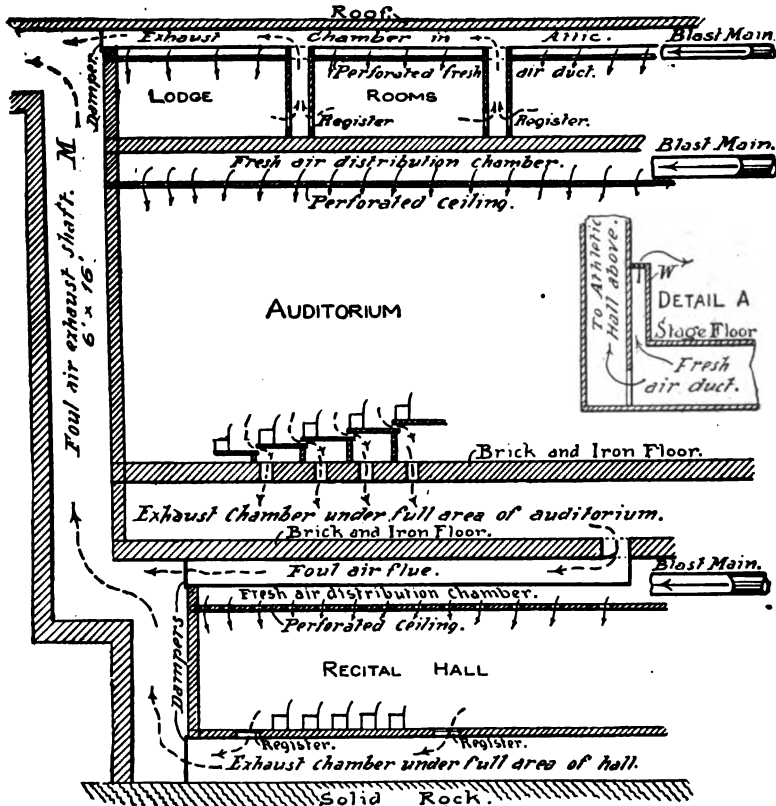 Roof.
Exhaust Chamber in Attic.
Blast Main.
Damper.
Perforated fresh air duct.
LODGE ROOMS
Register
Register.
Fresh air distribution chamber.
Blast Main.
Perforated Ceiling.
Foul air exhaust shaft. M
6' x 16'
AUDITORIUM
To Athletic
Hall above.
W
DETAIL A
Stage Floor
Fresh
air duct.
Brick and Iron Floor.
Exhaust Chamber under full area of auditorium.
Brick and Iron Floor.
Foul air flue.
Blast Main.
Fresh air distribution chamber.
Perforated Ceiling.
Dampers
RECITAL HALL
Register.
Register.
Exhaust chamber under full area of hall.
Solid Rock.